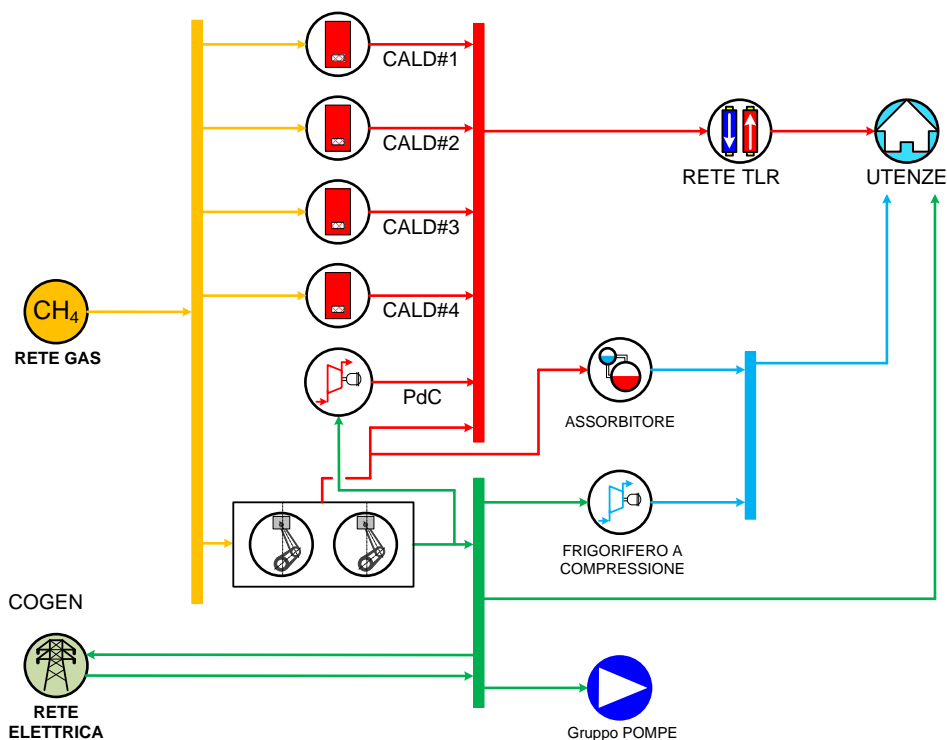 CALD#1
CALD#2
CALD#3
CALD#4
CH₄
RETE GAS
PdC
RETE TLR
UTENZE
ASSORBITORE
FRIGORIFERO A
COMPRESSIONE
COGEN
RETE
ELETTRICA
Gruppo POMPE